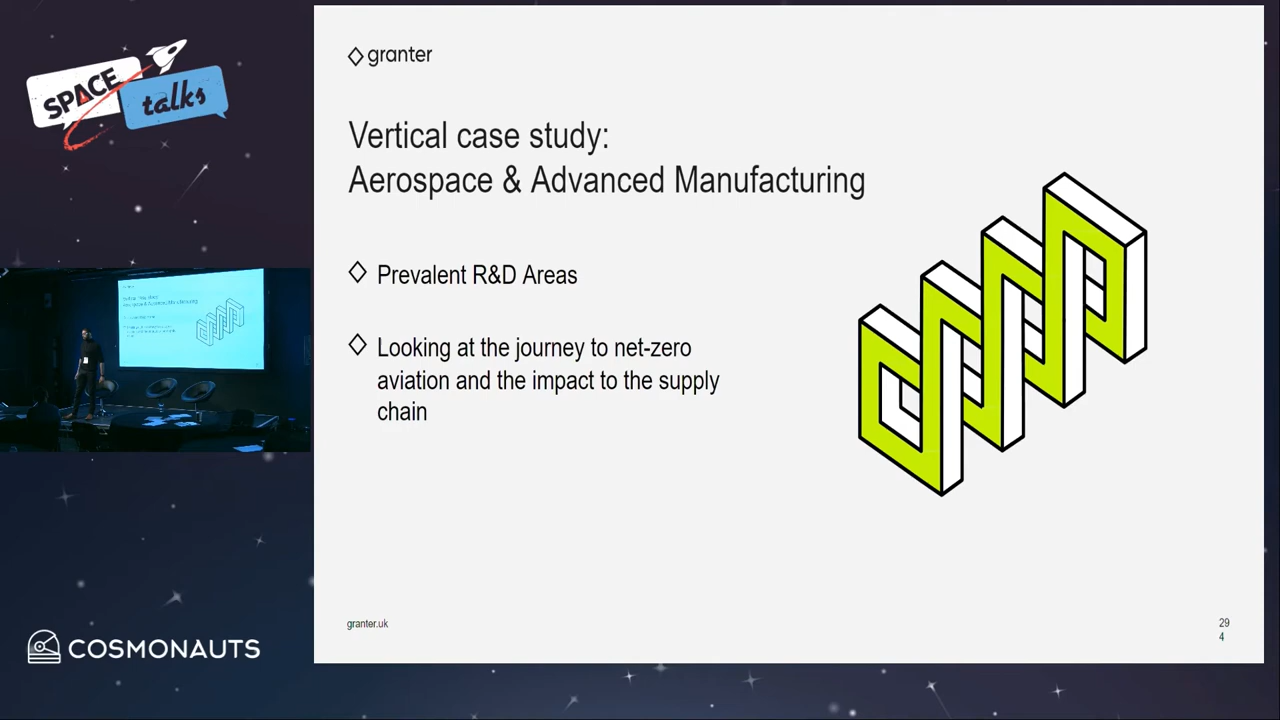 SPACE
talks
granter
Vertical case study:
Aerospace & Advanced Manufacturing
Prevalent R&D Areas
Looking at the journey to net-zero
aviation and the impact to the supply
chain
granter.uk
29
4
COSMONAUTS